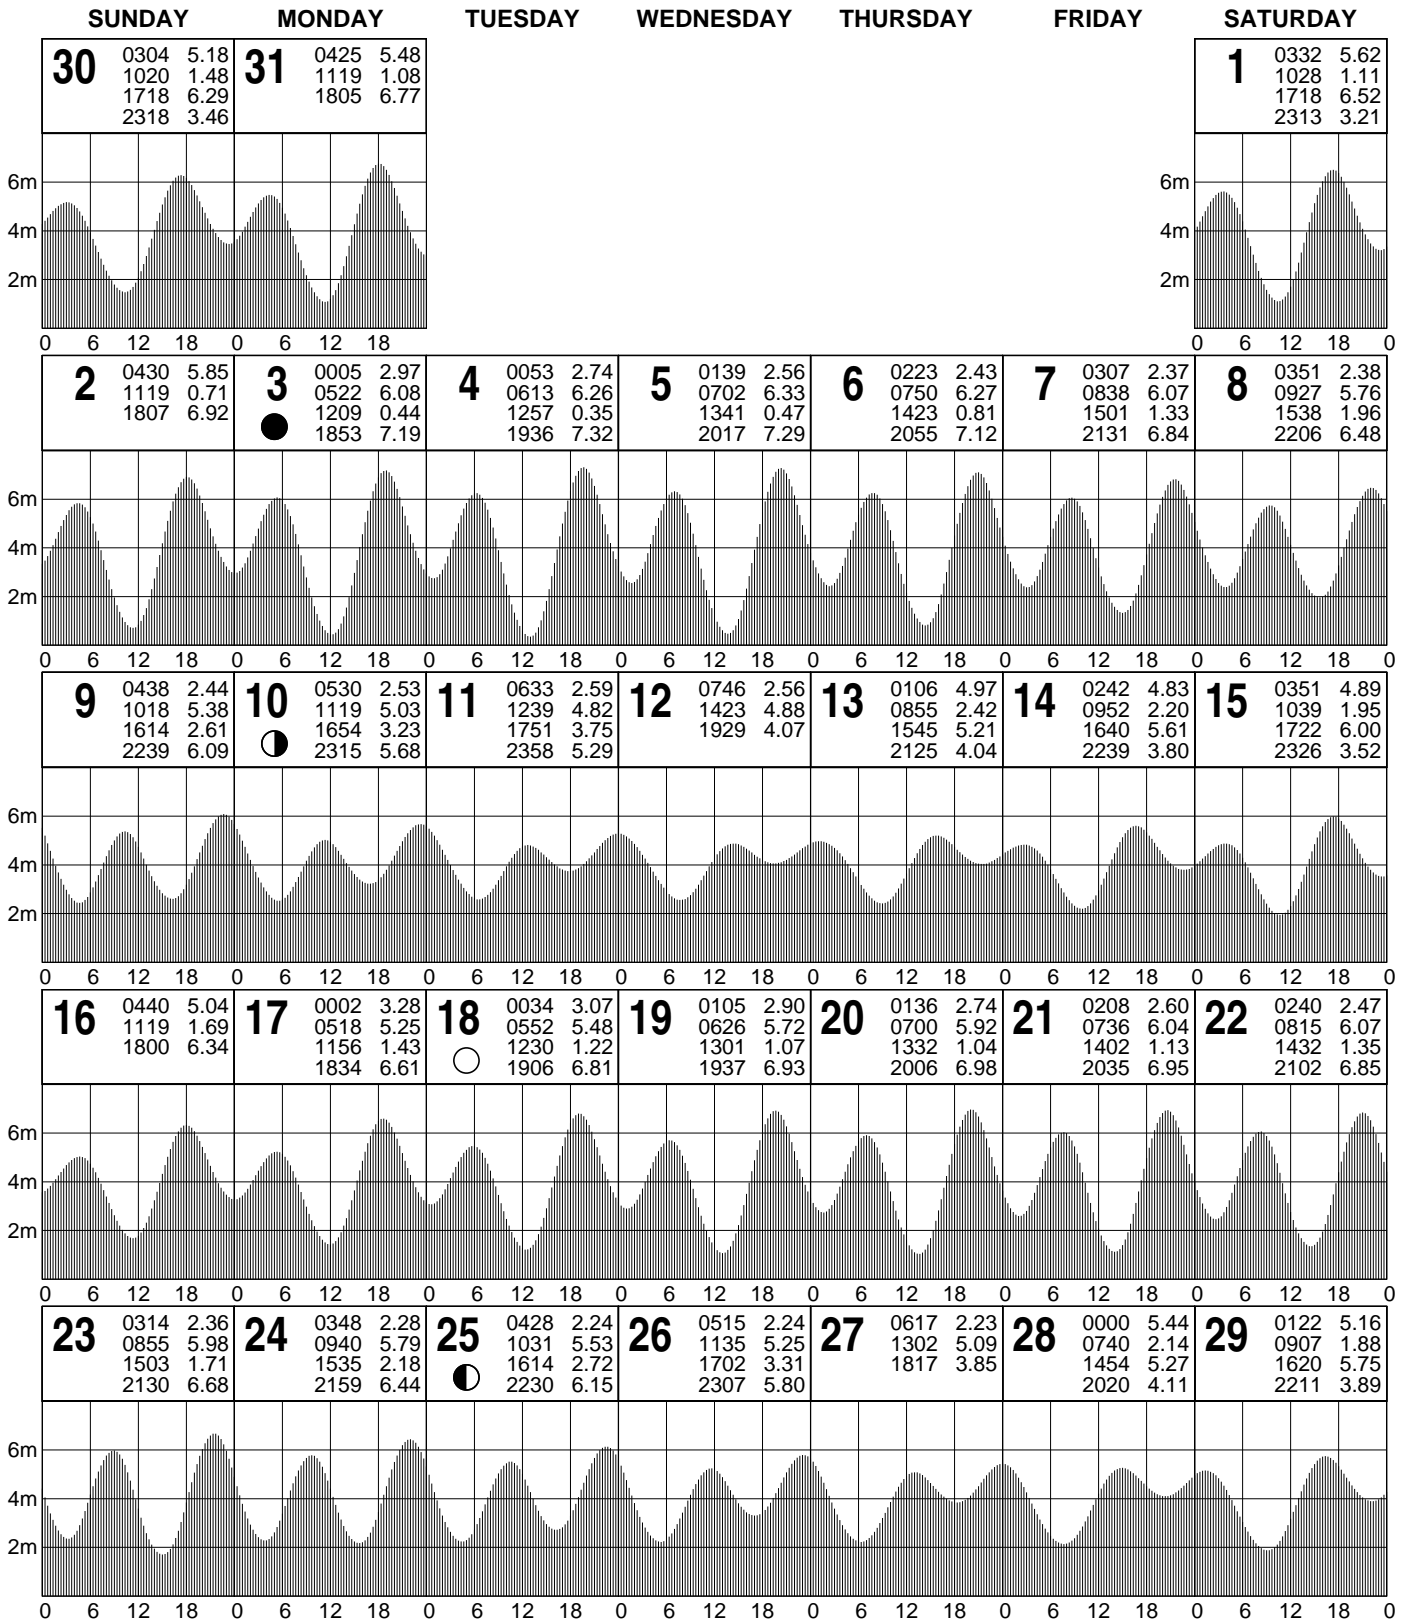 SUNDAY MONDAY TUESDAY WEDNESDAY THURSDAY FRIDAY SATURDAY
30 0304 5.18
1020 1.48
1718 6.29
2318 3.46
31 0425 5.48
1119 1.08
1805 6.77
1 0332 5.62
1028 1.11
1718 6.52
2313 3.21
6m 6m
4m 4m
2m 2m
0 6 12 18 0 6 12 18 0 6 12 18 0
2 0430 5.85
1119 0.71
1807 6.92
3 0005 2.97
0522 6.08
1209 0.44
1853 7.19
4 0053 2.74
0613 6.26
1257 0.35
1936 7.32
5 0139 2.56
0702 6.33
1341 0.47
2017 7.29
6 0223 2.43
0750 6.27
1423 0.81
2055 7.12
7 0307 2.37
0838 6.07
1501 1.33
2131 6.84
8 0351 2.38
0927 5.76
1538 1.96
2206 6.48
6m
4m
2m
0 6 12 18 0 6 12 18 0 6 12 18 0 6 12 18 0 6 12 18 0 6 12 18 0 6 12 18 0
9 0438 2.44
1018 5.38
1614 2.61
2239 6.09
10 0530 2.53
1119 5.03
1654 3.23
2315 5.68
11 0633 2.59
1239 4.82
1751 3.75
2358 5.29
12 0746 2.56
1423 4.88
1929 4.07
13 0106 4.97
0855 2.42
1545 5.21
2125 4.04
14 0242 4.83
0952 2.20
1640 5.61
2239 3.80
15 0351 4.89
1039 1.95
1722 6.00
2326 3.52
6m
4m
2m
0 6 12 18 0 6 12 18 0 6 12 18 0 6 12 18 0 6 12 18 0 6 12 18 0 6 12 18 0
16 0440 5.04
1119 1.69
1800 6.34
17 0002 3.28
0518 5.25
1156 1.43
1834 6.61
18 0034 3.07
0552 5.48
1230 1.22
1906 6.81
19 0105 2.90
0626 5.72
1301 1.07
1937 6.93
20 0136 2.74
0700 5.92
1332 1.04
2006 6.98
21 0208 2.60
0736 6.04
1402 1.13
2035 6.95
22 0240 2.47
0815 6.07
1432 1.35
2102 6.85
6m
4m
2m
0 6 12 18 0 6 12 18 0 6 12 18 0 6 12 18 0 6 12 18 0 6 12 18 0 6 12 18 0
23 0314 2.36
0855 5.98
1503 1.71
2130 6.68
24 0348 2.28
0940 5.79
1535 2.18
2159 6.44
25 0428 2.24
1031 5.53
1614 2.72
2230 6.15
26 0515 2.24
1135 5.25
1702 3.31
2307 5.80
27 0617 2.23
1302 5.09
1817 3.85
28 0000 5.44
0740 2.14
1454 5.27
2020 4.11
29 0122 5.16
0907 1.88
1620 5.75
2211 3.89
6m
4m
2m
0 6 12 18 0 6 12 18 0 6 12 18 0 6 12 18 0 6 12 18 0 6 12 18 0 6 12 18 0